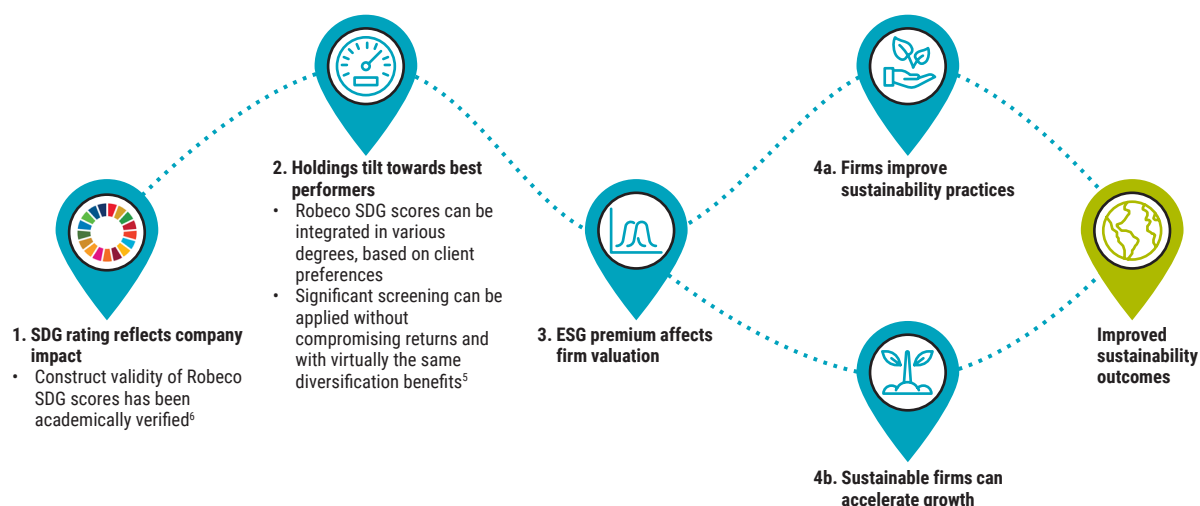 1. SDG rating reflects company
impact
• Construct validity of Robeco
SDG scores has been
academically verified⁶
2. Holdings tilt towards best
performers
• Robeco SDG scores can be
integrated in various
degrees, based on client
preferences
• Significant screening can be
applied without
compromising returns and
with virtually the same
diversification benefits⁵
3. ESG premium affects
firm valuation
4a. Firms improve
sustainability practices
4b. Sustainable firms can
accelerate growth
Improved
sustainability
outcomes